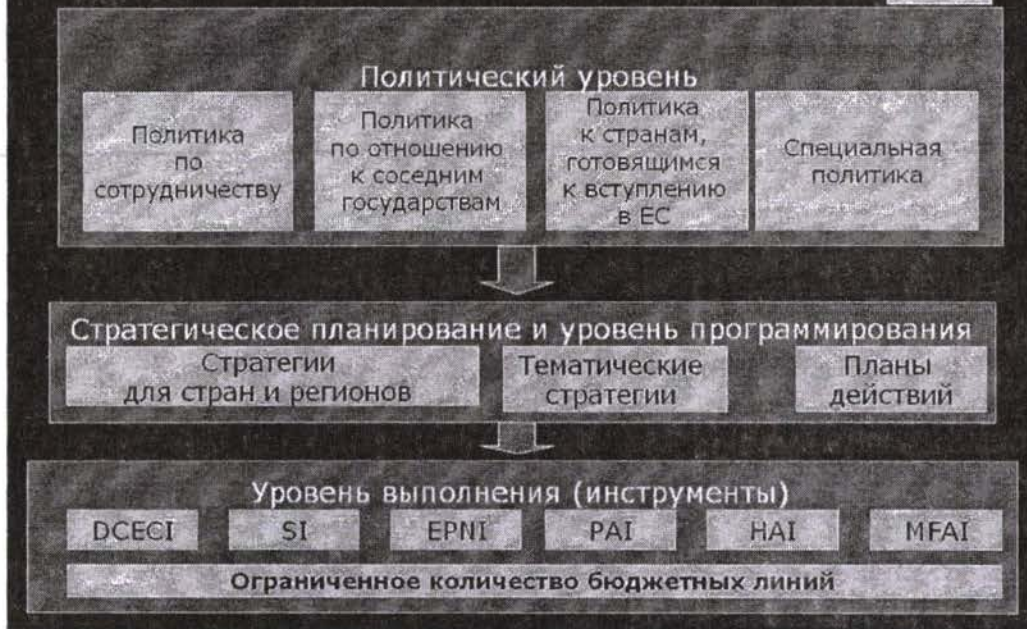 Политический уровень
Политика
по
сотрудничеству
Политика
по отношению
к соседним
государствам
Политика
к странам,
готовящимся
к вступлению
в ЕС
Специальная
политика
Стратегическое планирование и уровень программирования
Стратегии
для стран и регионов
Тематические
стратегии
Планы
действий
Уровень выполнения (инструменты)
DCECI
SI
EPNI
PAI
HAI
MFAI
Ограниченное количество бюджетных линий